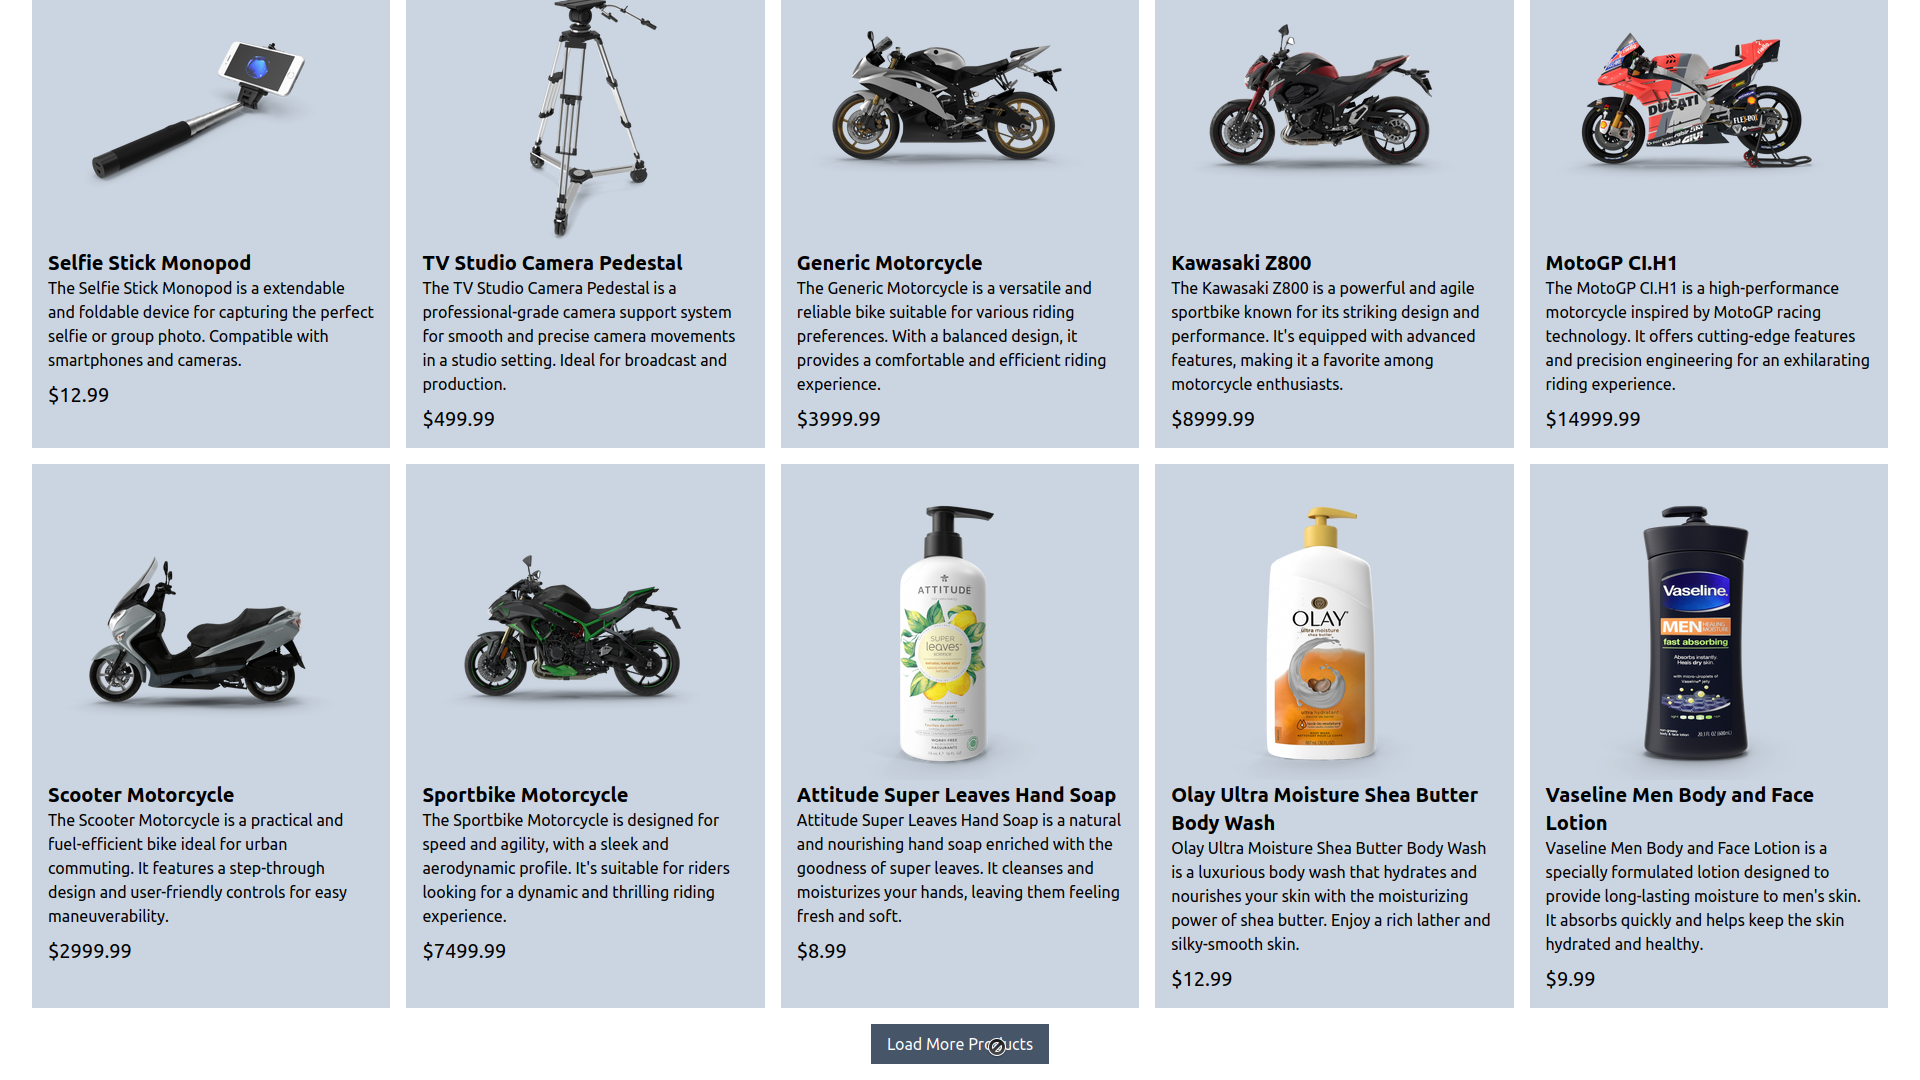 DUCATI
Selfie Stick Monopod
The Selfie Stick Monopod is a extendable
and foldable device for capturing the perfect
selfie or group photo. Compatible with
smartphones and cameras.
$12.99
TV Studio Camera Pedestal
The TV Studio Camera Pedestal is a
professional-grade camera support system
for smooth and precise camera movements
in a studio setting. Ideal for broadcast and
production.
$499.99
Generic Motorcycle
The Generic Motorcycle is a versatile and
reliable bike suitable for various riding
preferences. With a balanced design, it
provides a comfortable and efficient riding
experience.
$3999.99
Kawasaki Z800
The Kawasaki Z800 is a powerful and agile
sportbike known for its striking design and
performance. It's equipped with advanced
features, making it a favorite among
motorcycle enthusiasts.
$8999.99
MotoGP CI.H1
The MotoGP CI.H1 is a high-performance
motorcycle inspired by MotoGP racing
technology. It offers cutting-edge features
and precision engineering for an exhilarating
riding experience.
$14999.99
Scooter Motorcycle
The Scooter Motorcycle is a practical and
fuel-efficient bike ideal for urban
commuting. It features a step-through
design and user-friendly controls for easy
maneuverability.
$2999.99
Sportbike Motorcycle
The Sportbike Motorcycle is designed for
speed and agility, with a sleek and
aerodynamic profile. It's suitable for riders
looking for a dynamic and thrilling riding
experience.
$7499.99
ATTITUDE
SUPER
leaves
Attitude Super Leaves Hand Soap
Attitude Super Leaves Hand Soap is a natural
and nourishing hand soap enriched with the
goodness of super leaves. It cleanses and
moisturizes your hands, leaving them feeling
fresh and soft.
$8.99
OLAY
ultra moisture
shea butter
Olay Ultra Moisture Shea Butter
Body Wash
Olay Ultra Moisture Shea Butter Body Wash
is a luxurious body wash that hydrates and
nourishes your skin with the moisturizing
power of shea butter. Enjoy a rich lather and
silky-smooth skin.
$12.99
Vaseline.
MEN HEALING MOISTURE
fast absorbing
Absorbs instantly.
Heals dry skin.
Vaseline Men Body and Face
Lotion
Vaseline Men Body and Face Lotion is a
specially formulated lotion designed to
provide long-lasting moisture to men's skin.
It absorbs quickly and helps keep the skin
hydrated and healthy.
$9.99
Load More Products